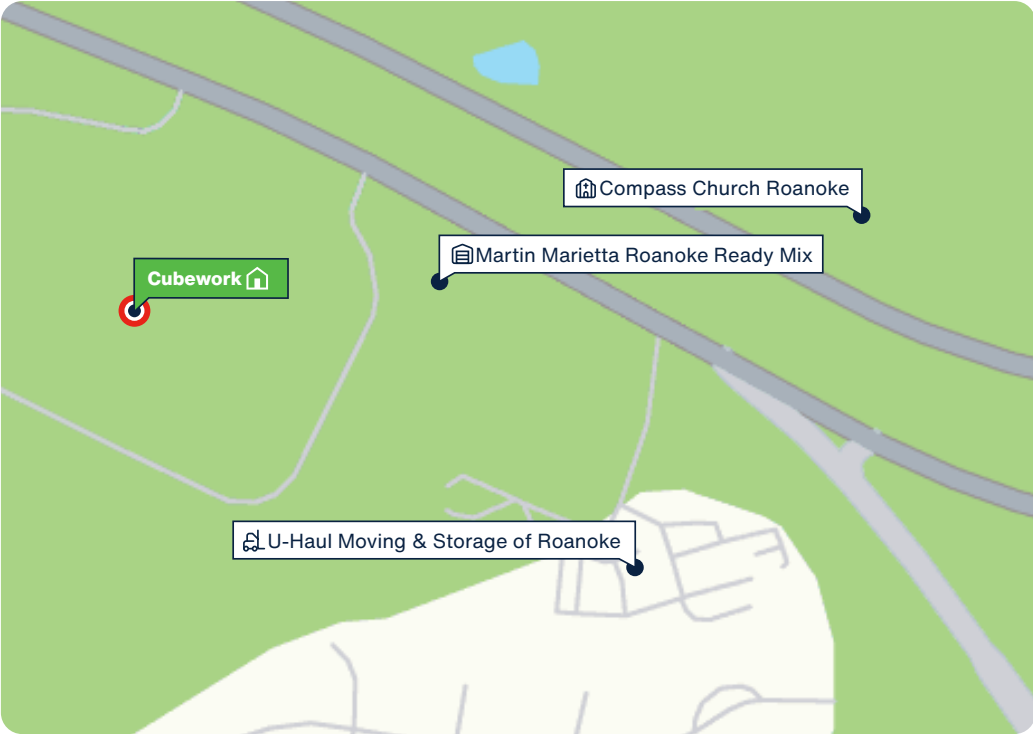 Compass Church Roanoke
Martin Marietta Roanoke Ready Mix
Cubework
U-Haul Moving & Storage of Roanoke